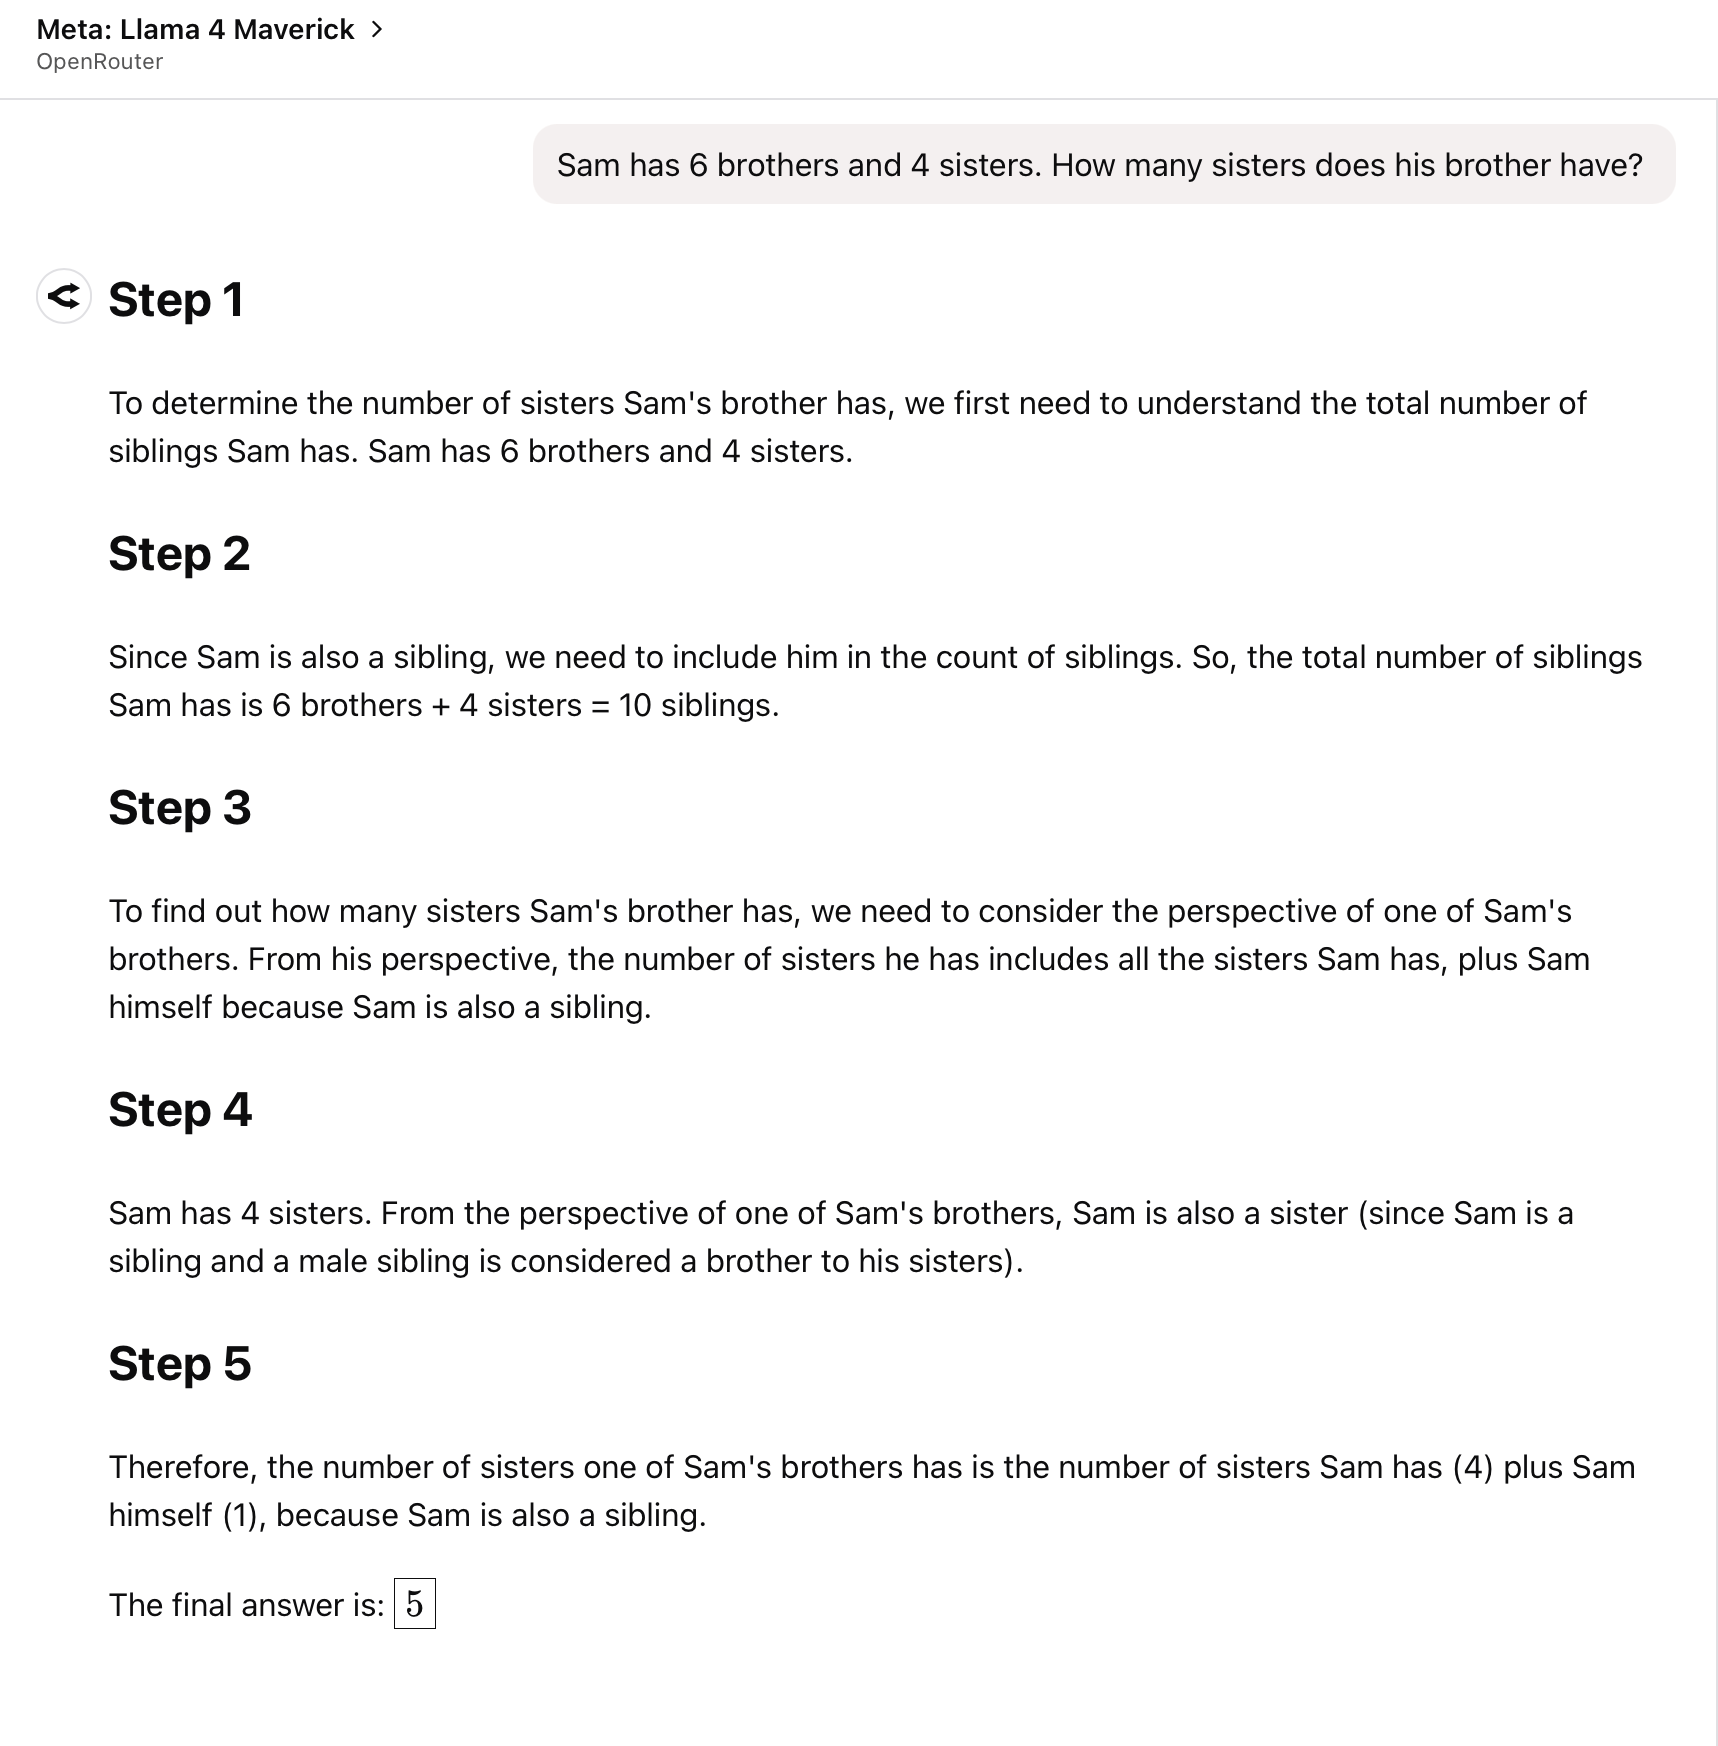 Meta: Llama 4 Maverick >
OpenRouter
Sam has 6 brothers and 4 sisters. How many sisters does his brother have?
Step 1
To determine the number of sisters Sam's brother has, we first need to understand the total number of
siblings Sam has. Sam has 6 brothers and 4 sisters.
Step 2
Since Sam is also a sibling, we need to include him in the count of siblings. So, the total number of siblings
Sam has is 6 brothers + 4 sisters = 10 siblings.
Step 3
To find out how many sisters Sam's brother has, we need to consider the perspective of one of Sam's
brothers. From his perspective, the number of sisters he has includes all the sisters Sam has, plus Sam
himself because Sam is also a sibling.
Step 4
Sam has 4 sisters. From the perspective of one of Sam's brothers, Sam is also a sister (since Sam is a
sibling and a male sibling is considered a brother to his sisters).
Step 5
Therefore, the number of sisters one of Sam's brothers has is the number of sisters Sam has (4) plus Sam
himself (1), because Sam is also a sibling.
The final answer is: 5